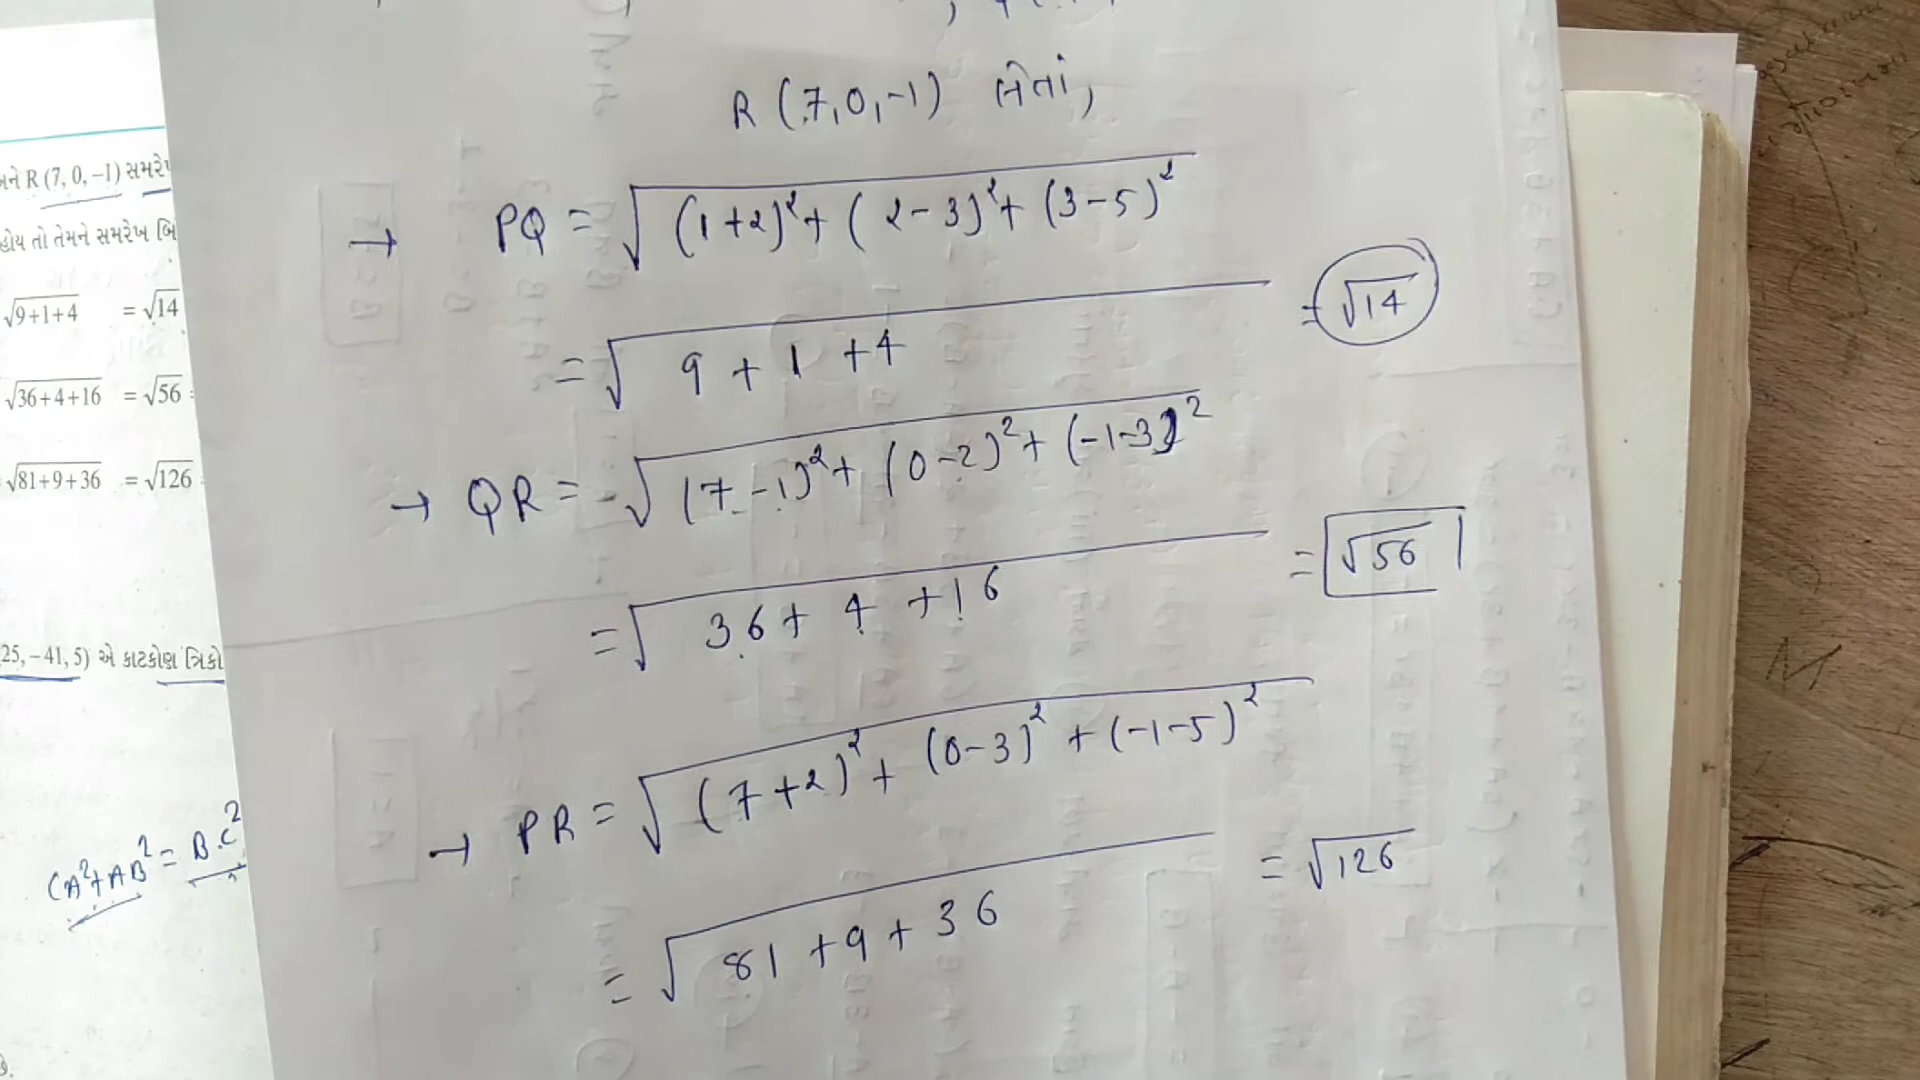 R (7,0,-1) લેતાં,
→ PQ = √(1+2)²+(2-3)²+(3-5)²
= √9+1+4 = √14
→ QR = √(7-1)²+(0-2)²+(-1-3)²
= √36+4+16 = √56
→ PR = √(7+2)²+(0-3)²+(-1-5)²
= √81+9+36 = √126
R (7, 0, –1) સમરેખ
હોય તો તેમને સમરેખ બિ
√9+1+4 = √14
√36+4+16 = √56
√81+9+36 = √126
25, –41, 5) એ કાટકોણ ત્રિકો
CA²+AB² = B.C²